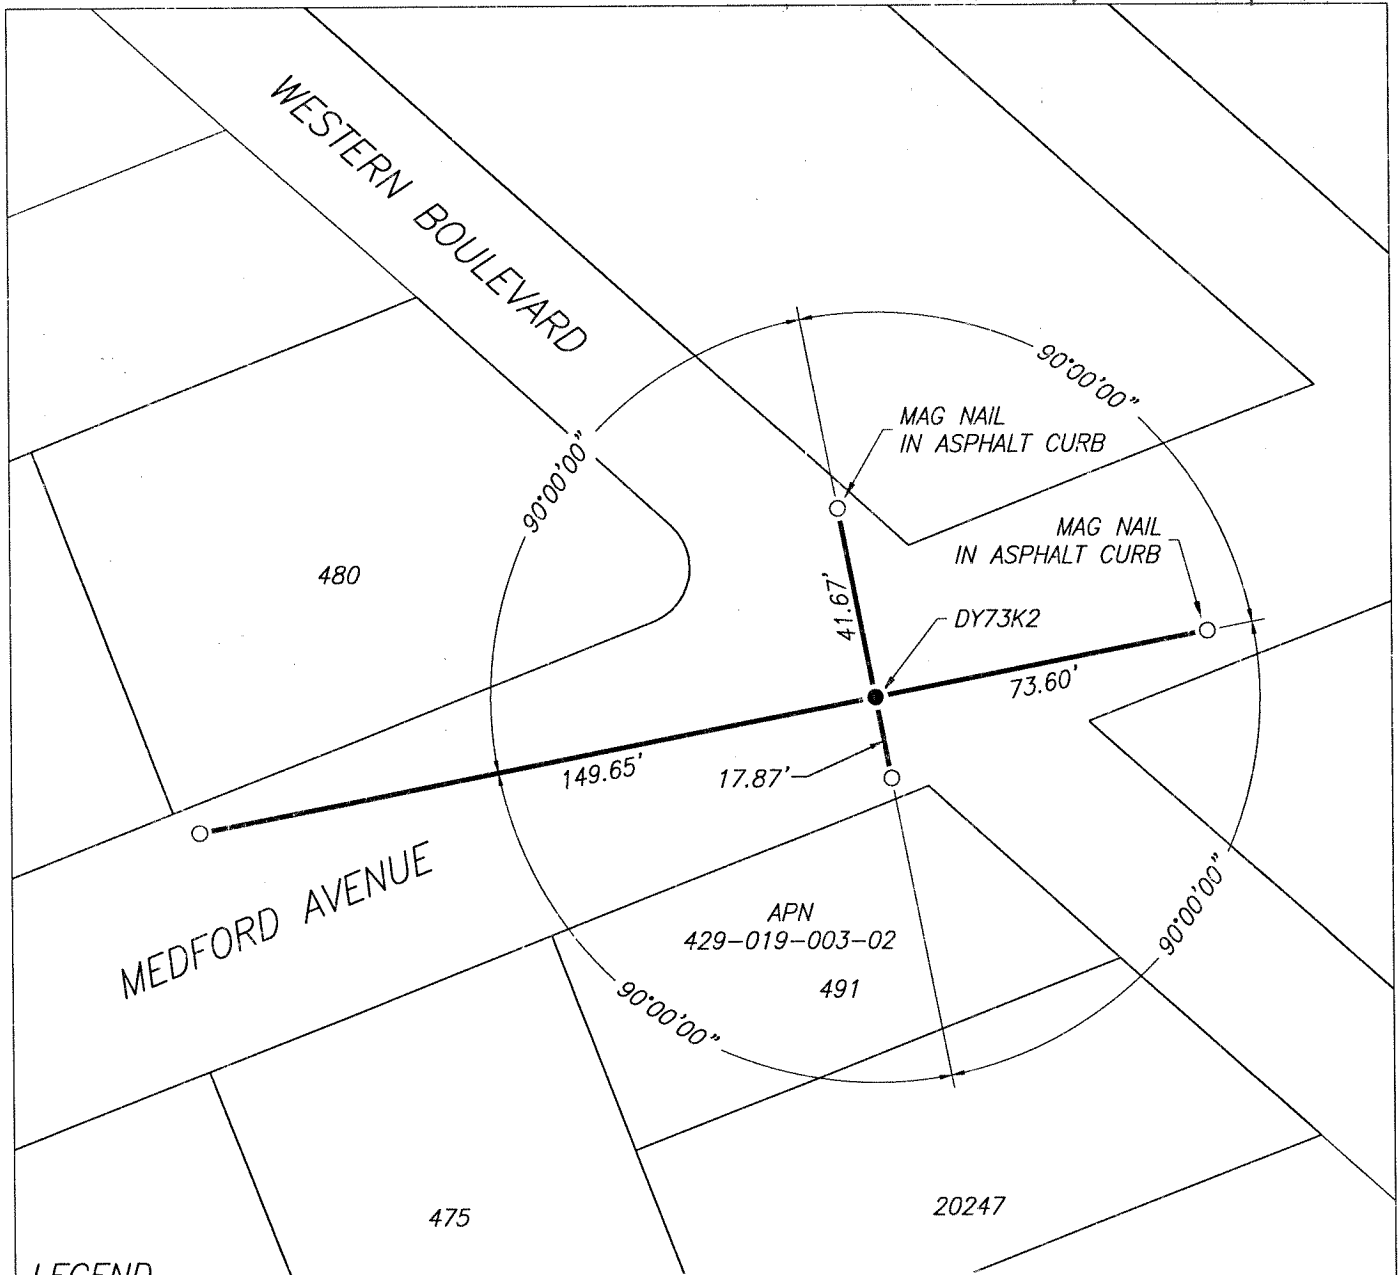 WESTERN BOULEVARD
90°00'00"
MAG NAIL
IN ASPHALT CURB
90°00'00"
MAG NAIL
IN ASPHALT CURB
480
41.67'
DY73K2
73.60'
149.65'
17.87'
MEDFORD AVENUE
APN
429-019-003-02
491
90°00'00"
90°00'00"
475
20247
LEGEND